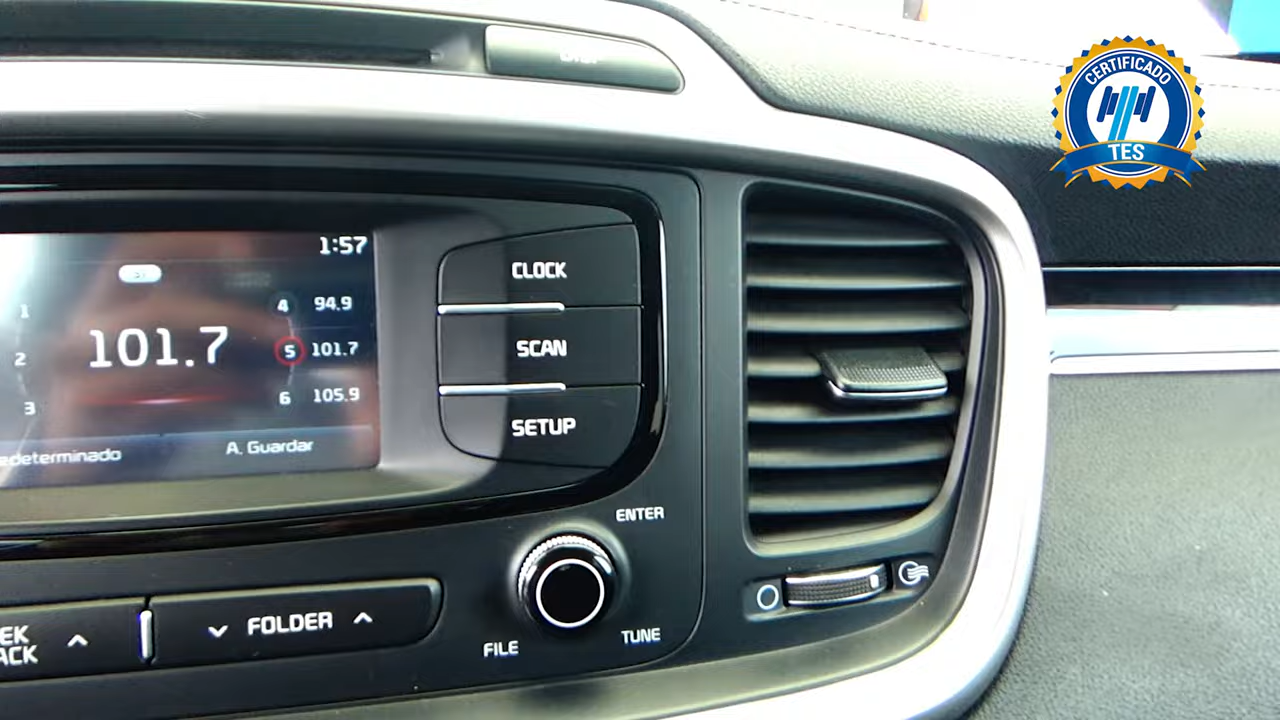 CERTIFICADO
TES
1:57
1
4 94.9
101.7
2
5 101.7
3
6 105.9
edeterminado
A. Guardar
CLOCK
SCAN
SETUP
ENTER
FILE
TUNE
EK
ACK
FOLDER